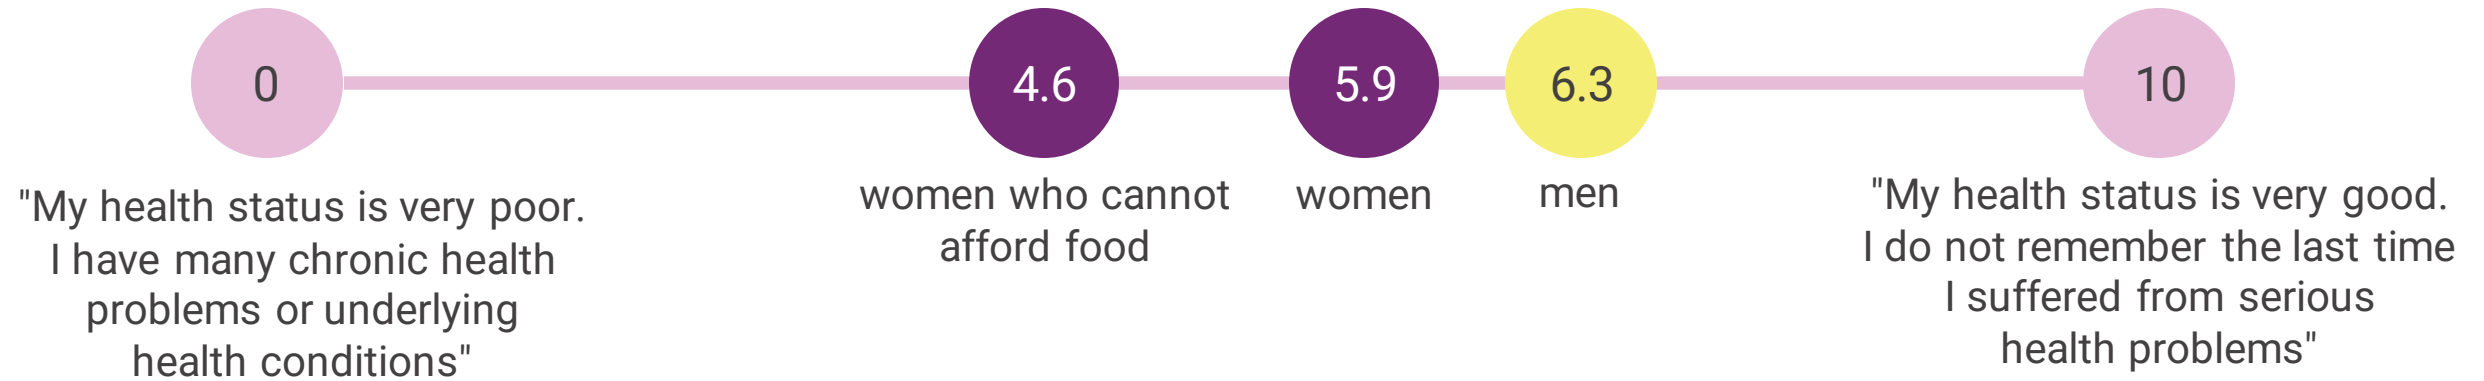 0
4.6
5.9
6.3
10
"My health status is very poor.
I have many chronic health
problems or underlying
health conditions"
women who cannot
afford food
women
men
"My health status is very good.
I do not remember the last time
I suffered from serious
health problems"